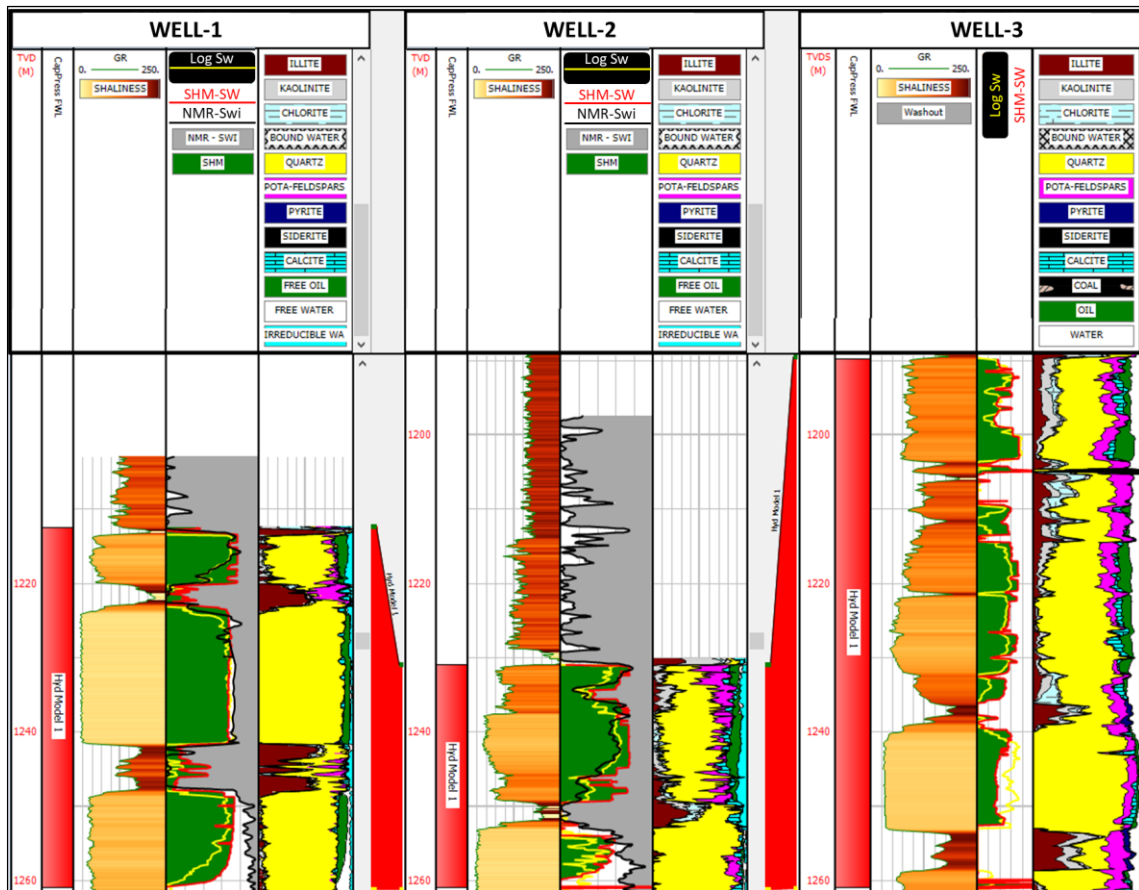 WELL-1
TVD
(M)
CapPress FWL
GR
0. 250.
SHALINESS
Log Sw
SHM-SW
NMR-Swi
NMR - SWI
SHM
ILLITE
KAOLINITE
CHLORITE
BOUND WATER
QUARTZ
POTA-FELDSPARS
PYRITE
SIDERITE
CALCITE
FREE OIL
FREE WATER
IRREDUCIBLE WA
WELL-2
TVD
(M)
CapPress FWL
GR
0. 250.
SHALINESS
Log Sw
SHM-SW
NMR-Swi
NMR - SWI
SHM
ILLITE
KAOLINITE
CHLORITE
BOUND WATER
QUARTZ
POTA-FELDSPARS
PYRITE
SIDERITE
CALCITE
FREE OIL
FREE WATER
IRREDUCIBLE WA
WELL-3
TVDS
(M)
CapPress FWL
GR
0. 250.
SHALINESS
Washout
Log Sw
SHM-SW
ILLITE
KAOLINITE
CHLORITE
BOUND WATER
QUARTZ
POTA-FELDSPARS
PYRITE
SIDERITE
CALCITE
COAL
OIL
WATER
1220
1240
1260
Hyd Model 1
Hyd Model 1
1200
1220
1240
1260
Hyd Model 1
Hyd Model 1
1200
1220
1240
1260
Hyd Model 1